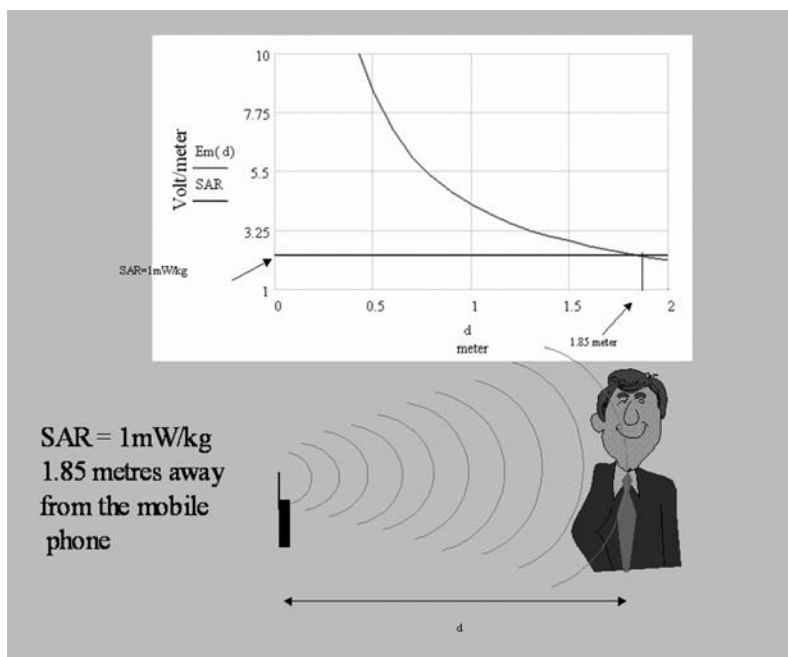 10
7.75
Volt/meter
Em( d )
5.5
SAR
3.25
SAR=1mW/kg
1
0
0.5
1
1.5
2
d
meter
1.85 meter
SAR = 1mW/kg
1.85 metres away
from the mobile
phone
d